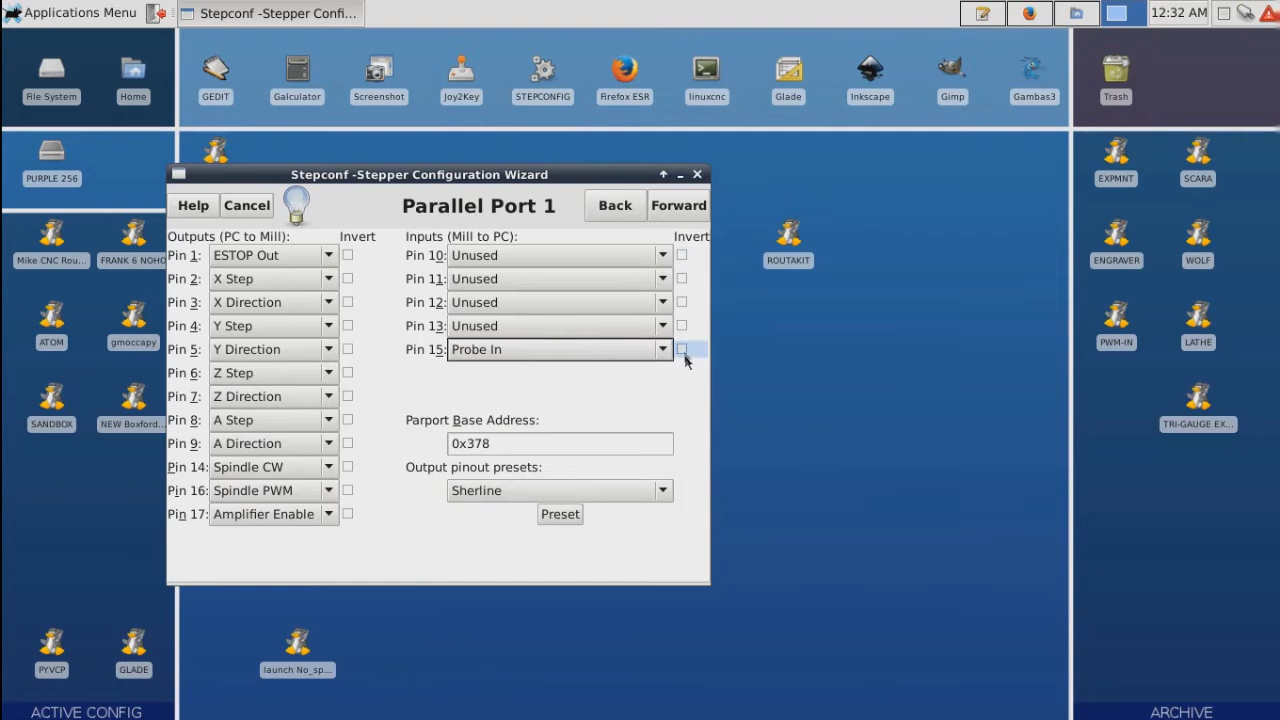 Applications Menu
Stepconf -Stepper Confi...
12:32 AM
File System
Home
GEDIT
Galculator
Screenshot
Joy2Key
STEPCONFIG
Firefox ESR
linuxcnc
Glade
Inkscape
Gimp
Gambas3
Trash
PURPLE 256
Stepconf -Stepper Configuration Wizard
Help
Cancel
Parallel Port 1
Back
Forward
Outputs (PC to Mill):
Invert
Inputs (Mill to PC):
Invert
Pin 1: ESTOP Out
Pin 10: Unused
Pin 2: X Step
Pin 11: Unused
Pin 3: X Direction
Pin 12: Unused
Pin 4: Y Step
Pin 13: Unused
Pin 5: Y Direction
Pin 15: Probe In
Pin 6: Z Step
Pin 7: Z Direction
Pin 8: A Step
Parport Base Address:
Pin 9: A Direction
0x378
Pin 14: Spindle CW
Output pinout presets:
Pin 16: Spindle PWM
Sherline
Pin 17: Amplifier Enable
Preset
Mike CNC Rou...
FRANK 6 NOHO
ATOM
gmoccapy
SANDBOX
NEW Boxford...
ROUTAKIT
EXPMNT
SCARA
ENGRAVER
WOLF
PWM-IN
LATHE
TRI-GAUGE EX...
PYVCP
GLADE
launch No_sp...
ACTIVE CONFIG
ARCHIVE